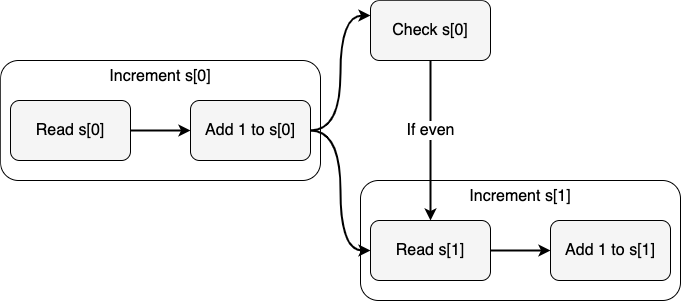 Check s[0]
Increment s[0]
Read s[0]
Add 1 to s[0]
If even
Increment s[1]
Read s[1]
Add 1 to s[1]